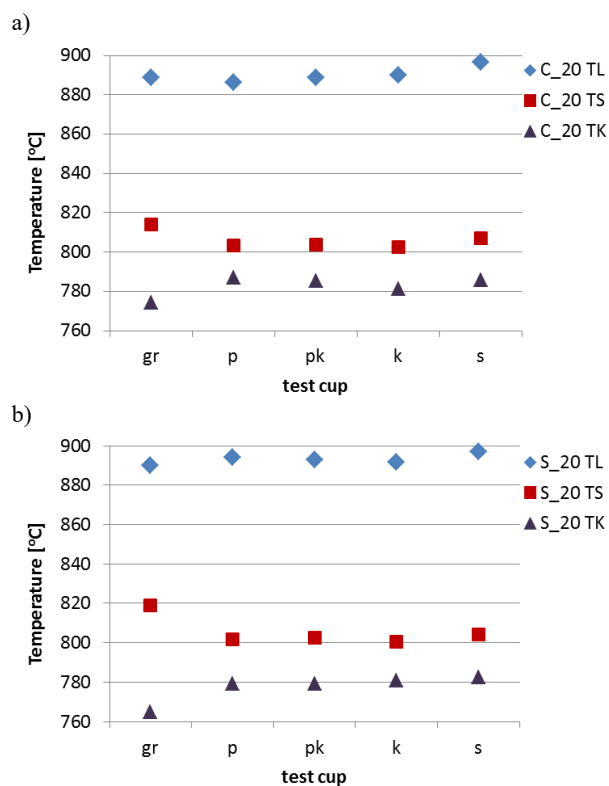 a)
900
880
860
840
820
800
780
760
Temperature [°C]
gr p pk k s
test cup
C_20 TL
C_20 TS
C_20 TK
b)
900
880
860
840
820
800
780
760
Temperature [°C]
gr p pk k s
test cup
S_20 TL
S_20 TS
S_20 TK